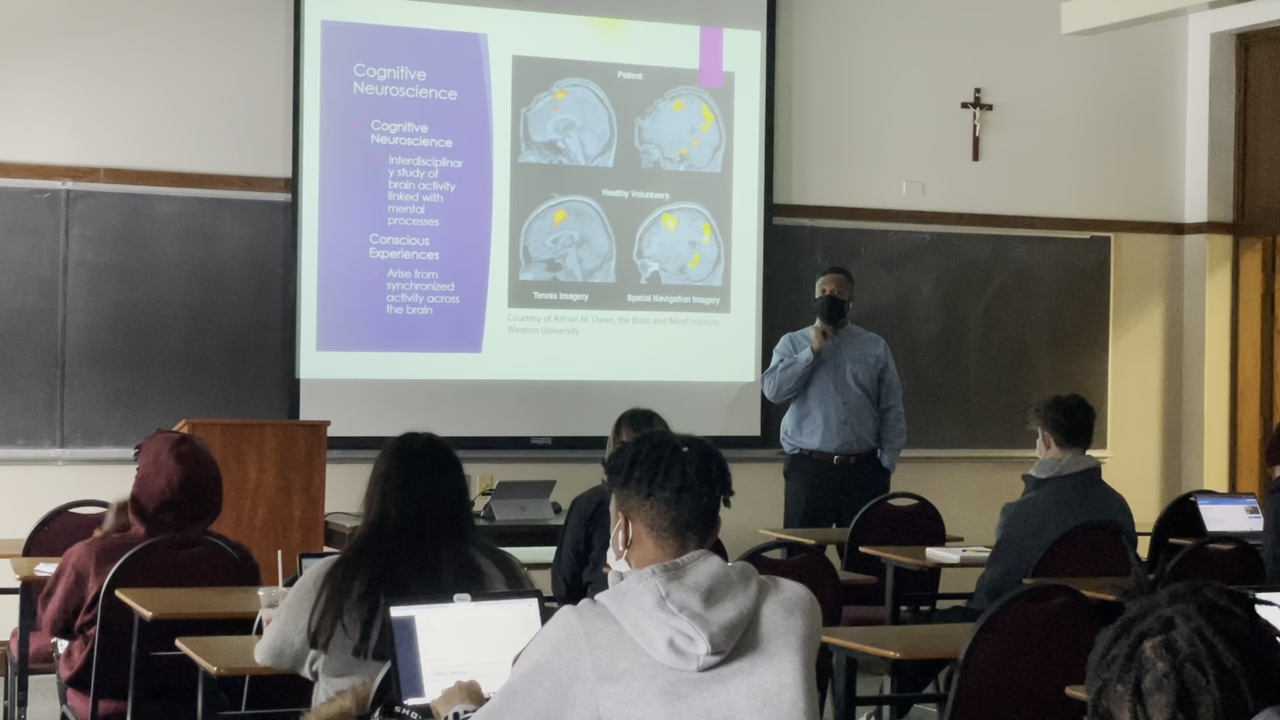 Cognitive
Neuroscience
Cognitive
Neuroscience
Interdisciplinar
y study of
brain activity
linked with
mental
processes
Conscious
Experiences
Arise from
synchronized
activity across
the brain
Patient
Healthy Volunteers
Tennis Imagery
Spatial Navigation Imagery
Courtesy of Adrian M. Owen, the Brain and Mind Institute
Western University